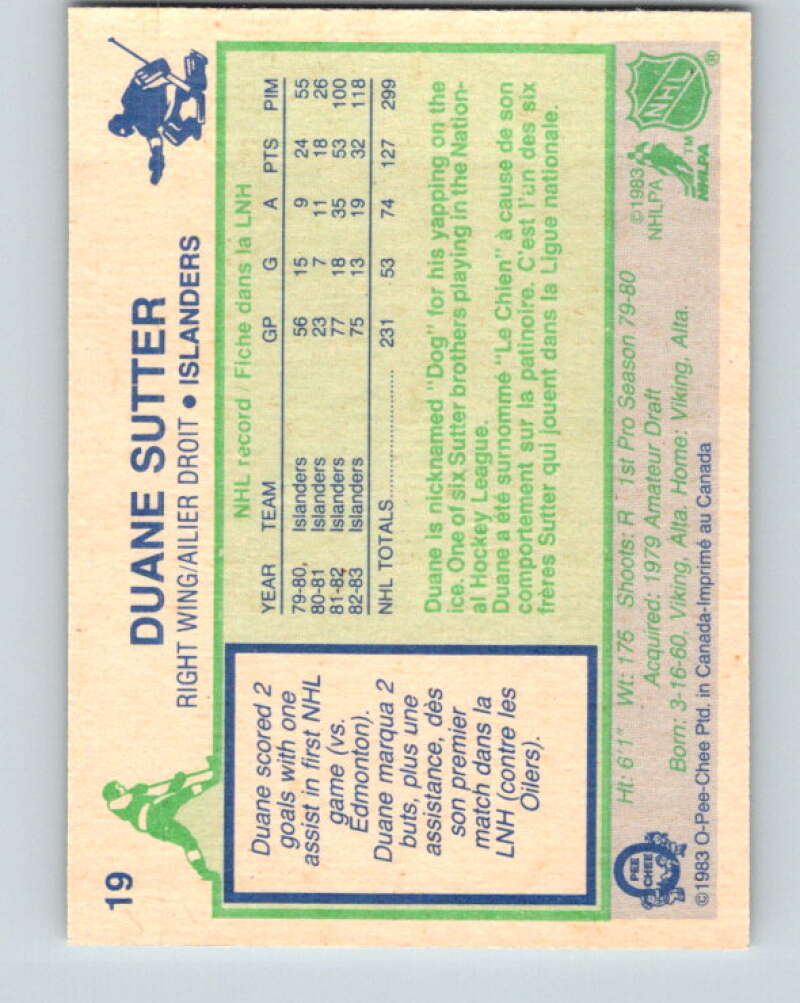 19
DUANE SUTTER
RIGHT WING/AILIER DROIT • ISLANDERS
Duane scored 2
goals with one
assist in first NHL
game (vs.
Edmonton).
Duane marqua 2
buts, plus une
assistance, dès
son premier
match dans la
LNH (contre les
Oilers).
NHL record / Fiche dans la LNH
YEAR TEAM GP G A PTS PIM
79-80, Islanders 56 15 9 24 55
80-81 Islanders 23 7 11 18 26
81-82, Islanders 77 18 35 53 100
82-83 Islanders 75 13 19 32 118
NHL TOTALS.............................. 231 53 74 127 299
Duane is nicknamed "Dog" for his yapping on the
ice. One of six Sutter brothers playing in the Nation-
al Hockey League.
Duane a été surnommé "Le Chien" à cause de son
comportement sur la patinoire. C'est l'un des six
frères Sutter qui jouent dans la Ligue nationale.
Ht: 6'1" Wt: 175 Shoots: R 1st Pro Season 79-80
Acquired: 1979 Amateur Draft
Born: 3-16-60, Viking, Alta. Home: Viking, Alta.
©1983
NHLPA
NHL
®
TM
NHLPA
O
PEE
CHEE
©1983 O-Pee-Chee Ptd. in Canada-Imprimé au Canada